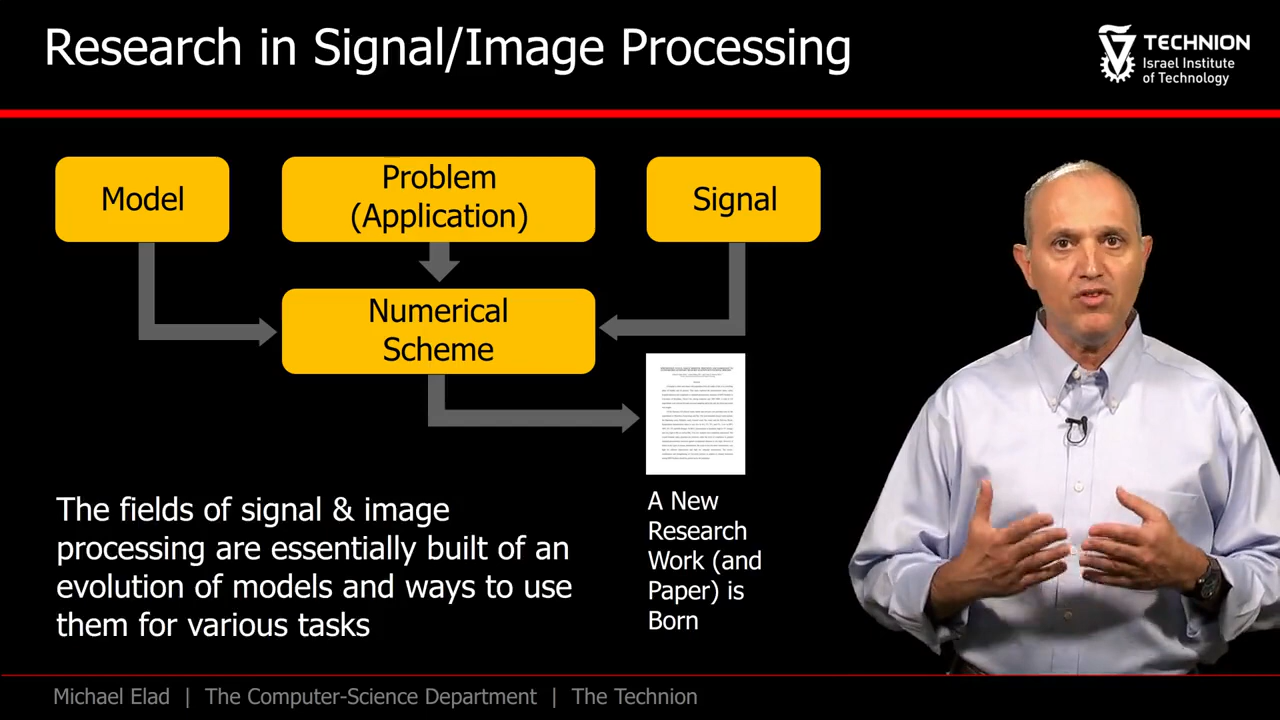 Research in Signal/Image Processing
TECHNION
Israel Institute
of Technology
Model
Problem
(Application)
Signal
Numerical
Scheme
A New
Research
Work (and
Paper) is
Born
The fields of signal & image
processing are essentially built of an
evolution of models and ways to use
them for various tasks
Michael Elad | The Computer-Science Department | The Technion